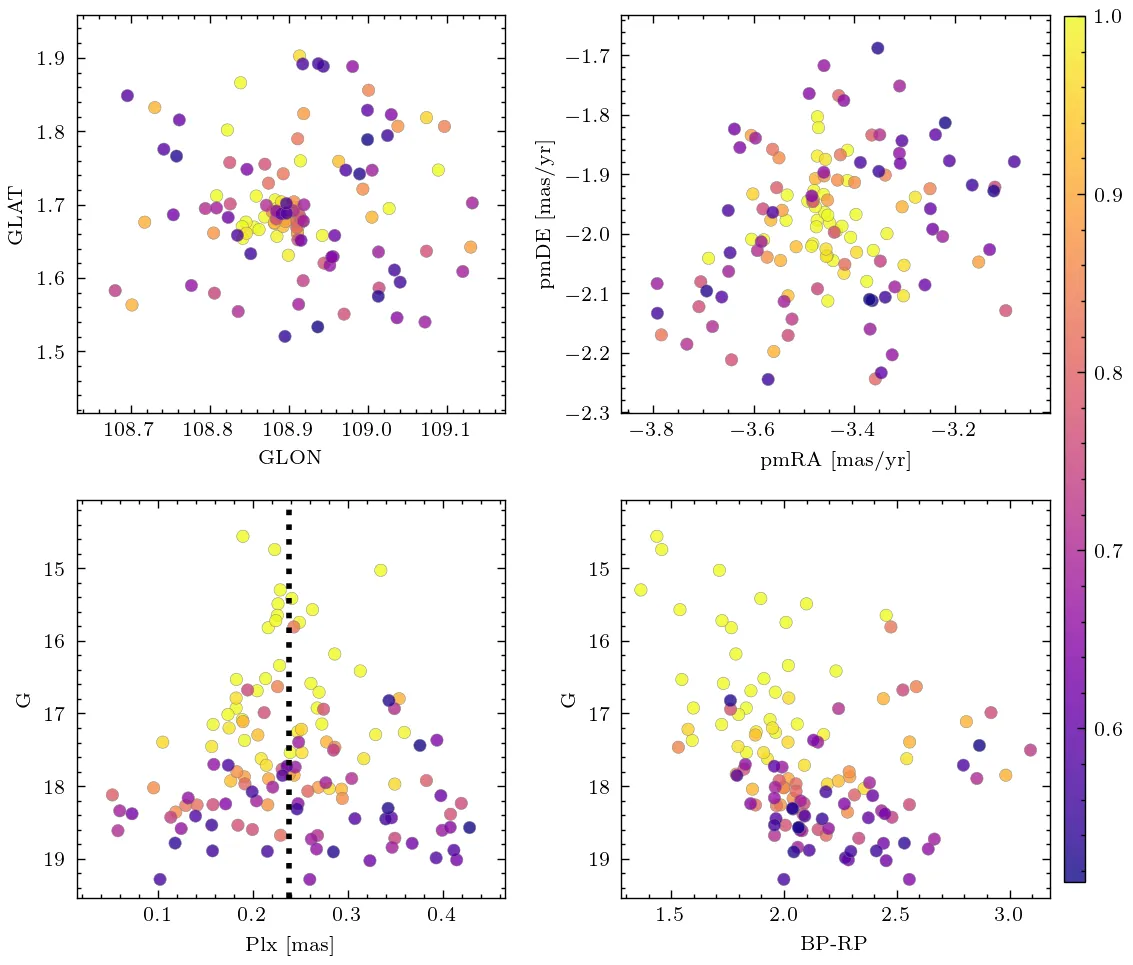 1.9
1.8
1.7
1.6
1.5
GLAT
108.7 108.8 108.9 109.0 109.1
GLON
−1.7
−1.8
−1.9
−2.0
−2.1
−2.2
−2.3
pmDE [mas/yr]
−3.8 −3.6 −3.4 −3.2
pmRA [mas/yr]
1.0
0.9
0.8
0.7
0.6
15
16
17
18
19
G
0.1 0.2 0.3 0.4
Plx [mas]
15
16
17
18
19
G
1.5 2.0 2.5 3.0
BP-RP